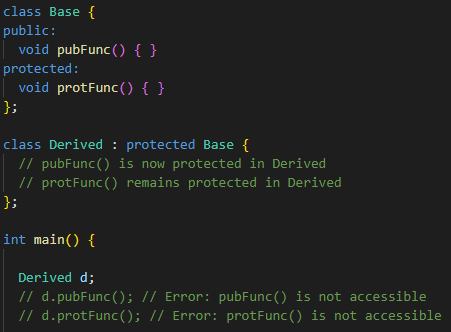 class Base {
public:
  void pubFunc() { }
protected:
  void protFunc() { }
};

class Derived : protected Base {
  // pubFunc() is now protected in Derived
  // protFunc() remains protected in Derived
};

int main() {

  Derived d;
  // d.pubFunc(); // Error: pubFunc() is not accessible
  // d.protFunc(); // Error: protFunc() is not accessible